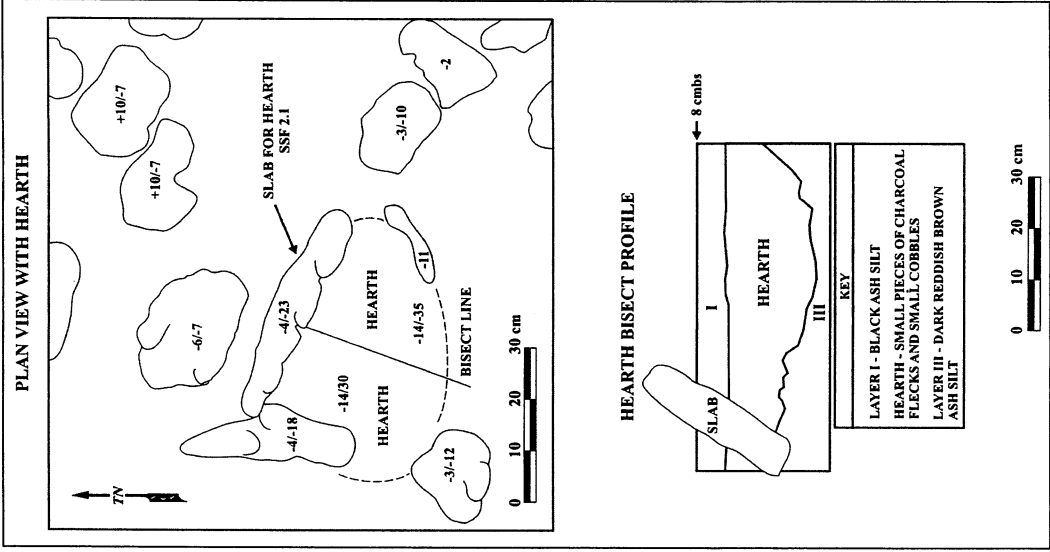 PLAN VIEW WITH HEARTH
+10/-7
+10/-7
-2
-3/-10
SLAB FOR HEARTH
SSF 2.1
-6/-7
-4/-23
-11
HEARTH
-14/-35
-14/30
HEARTH
-4/-18
-3/-12
BISECT LINE
TN
0 10 20 30 cm
HEARTH BISECT PROFILE
8 cmbs
SLAB
I
HEARTH
III
KEY
LAYER I - BLACK ASH SILT
HEARTH - SMALL PIECES OF CHARCOAL
FLECKS AND SMALL COBBLES
LAYER III - DARK REDDISH BROWN
ASH SILT
0 10 20 30 cm